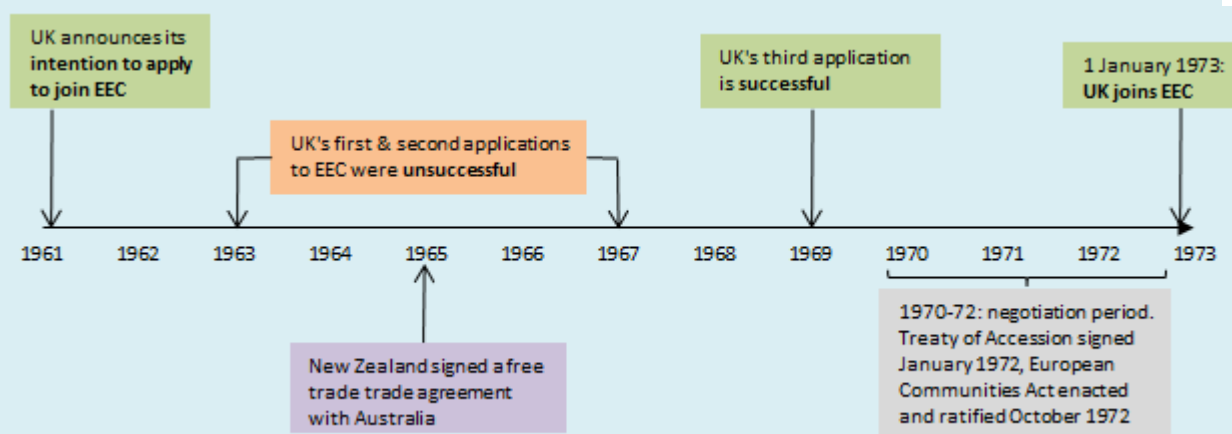 UK announces its
intention to apply
to join EEC
UK's third application
is successful
1 January 1973:
UK joins EEC
UK's first & second applications
to EEC were unsuccessful
1961 1962 1963 1964 1965 1966 1967 1968 1969 1970 1971 1972 1973
New Zealand signed a free
trade trade agreement
with Australia
1970-72: negotiation period.
Treaty of Accession signed
January 1972, European
Communities Act enacted
and ratified October 1972